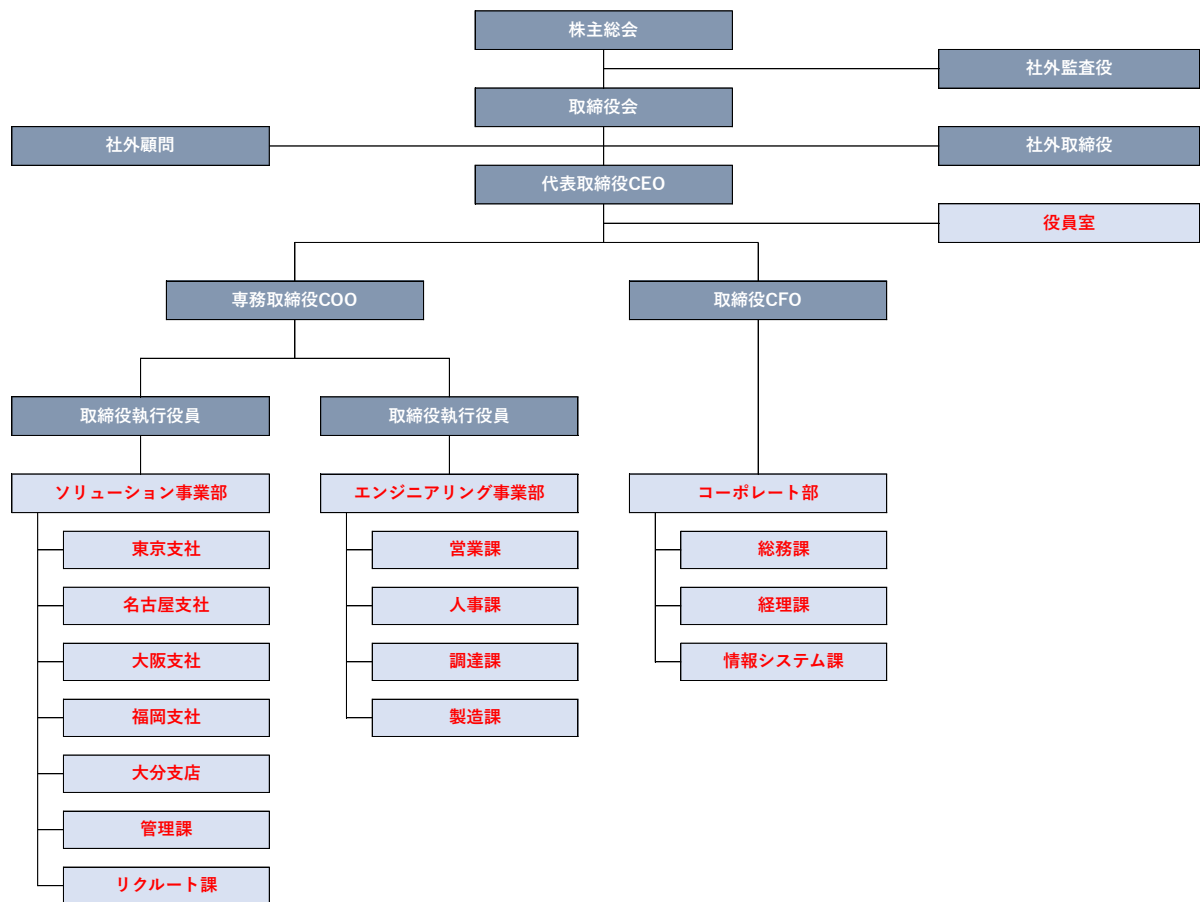 株主総会
社外監査役
取締役会
社外顧問
社外取締役
代表取締役CEO
役員室
専務取締役COO
取締役CFO
取締役執行役員
取締役執行役員
ソリューション事業部
エンジニアリング事業部
コーポレート部
東京支社
営業課
総務課
名古屋支社
人事課
経理課
大阪支社
調達課
情報システム課
福岡支社
製造課
大分支店
管理課
リクルート課